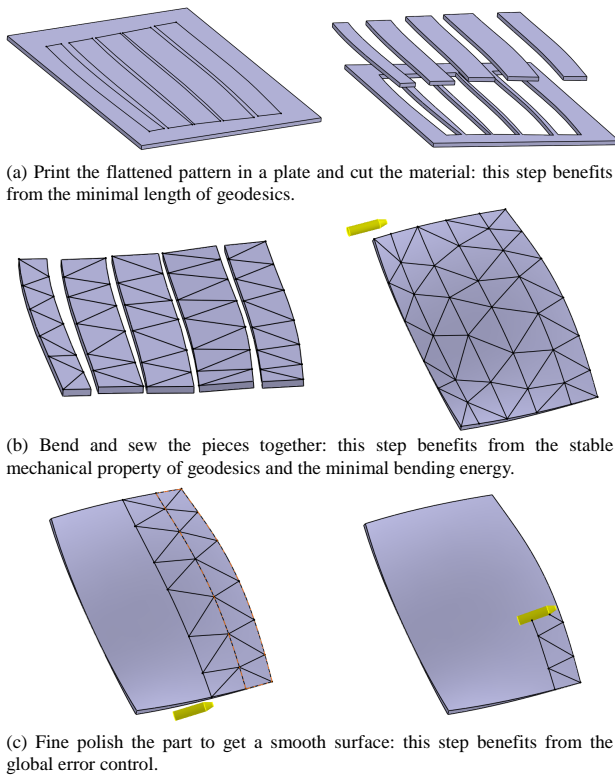 (a) Print the flattened pattern in a plate and cut the material: this step benefits
from the minimal length of geodesics.
(b) Bend and sew the pieces together: this step benefits from the stable
mechanical property of geodesics and the minimal bending energy.
(c) Fine polish the part to get a smooth surface: this step benefits from the
global error control.